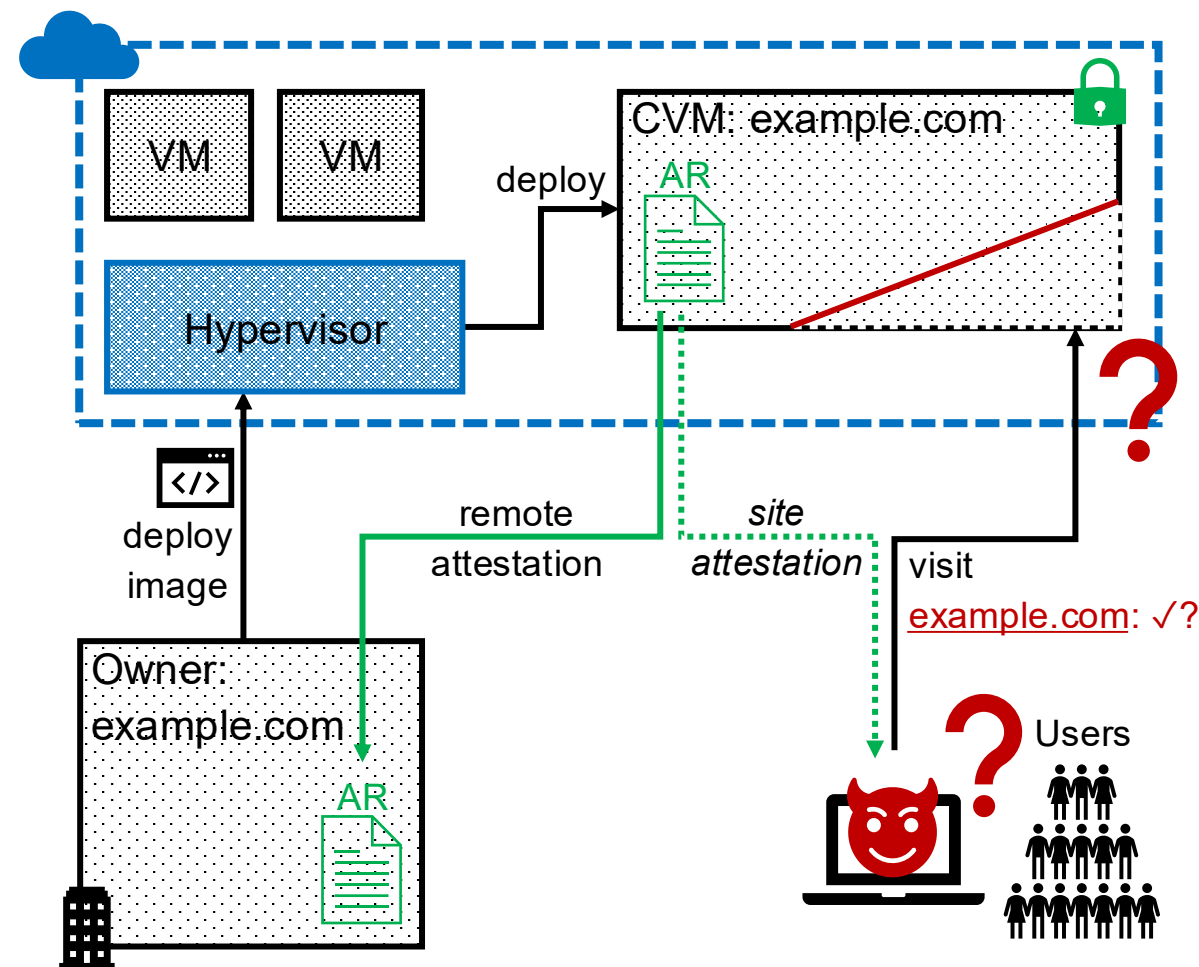 VM
VM
CVM: example.com
AR
deploy
Hypervisor
</>
deploy
image
remote
attestation
site
attestation
visit
example.com: ✓?
Owner:
example.com
AR
?
?
Users